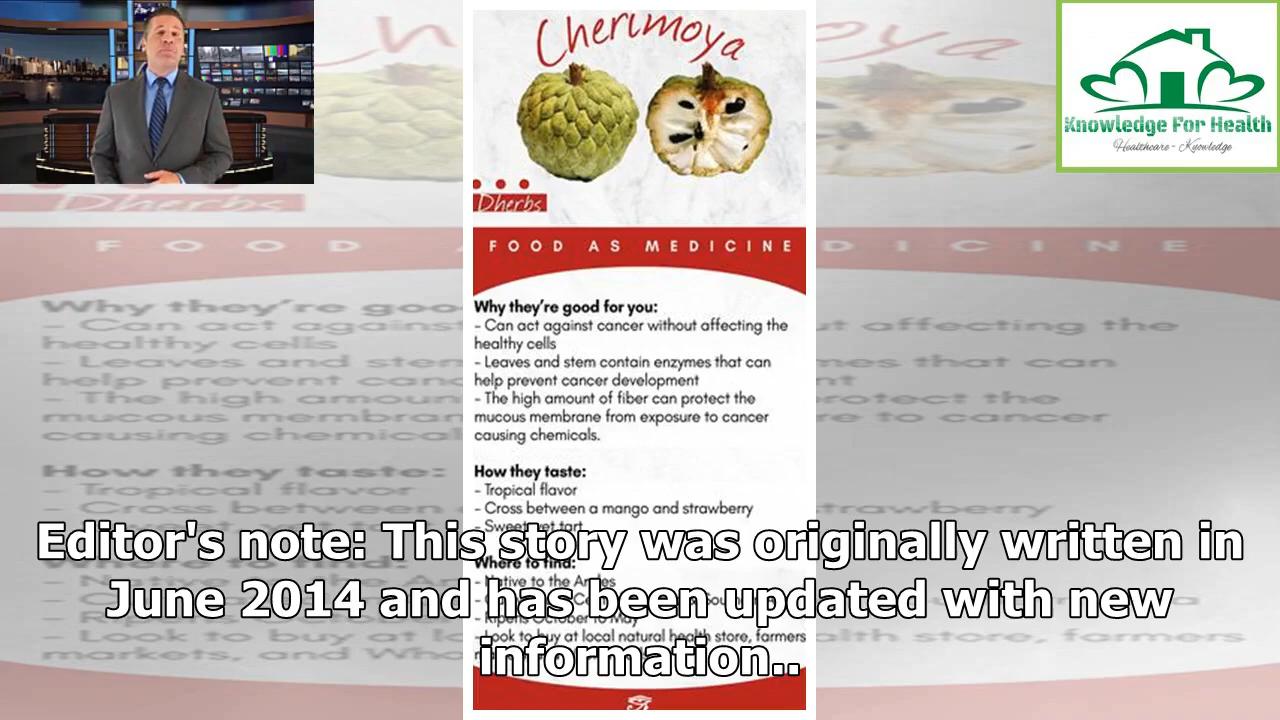 Cherimoya
Dherbs
FOOD AS MEDICINE
Why they're good for you:
- Can act against cancer without affecting the
healthy cells
- Leaves and stem contain enzymes that can
help prevent cancer development
- The high amount of fiber can protect the
mucous membrane from exposure to cancer
causing chemicals.
How they taste:
- Tropical flavor
- Cross between a mango and strawberry
- Sweet yet tart
Where to find:
- Native to the Andes
- Ripens October to May
- Look to buy at local natural health store, farmers
Knowledge For Health
Healthcare - Knowledge
Editor's note: This story was originally written in
June 2014 and has been updated with new
information..